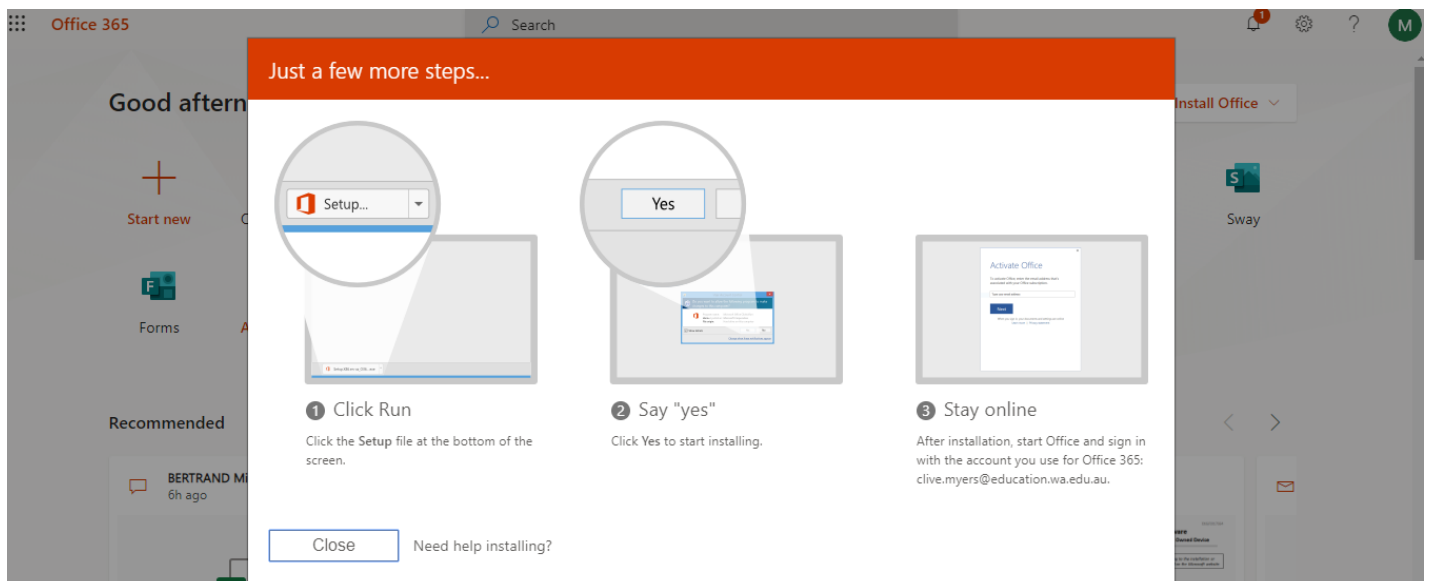 Office 365
Search
1
?
M
Just a few more steps...
Good aftern
Install Office
Setup...
Yes
Start new
C
S
Sway
F
Forms
A
Activate Office
Recommended
1 Click Run
Click the Setup file at the bottom of the
screen.
2 Say "yes"
Click Yes to start installing.
3 Stay online
After installation, start Office and sign in
with the account you use for Office 365:
clive.myers@education.wa.edu.au.
BERTRAND Mi
6h ago
Close
Need help installing?